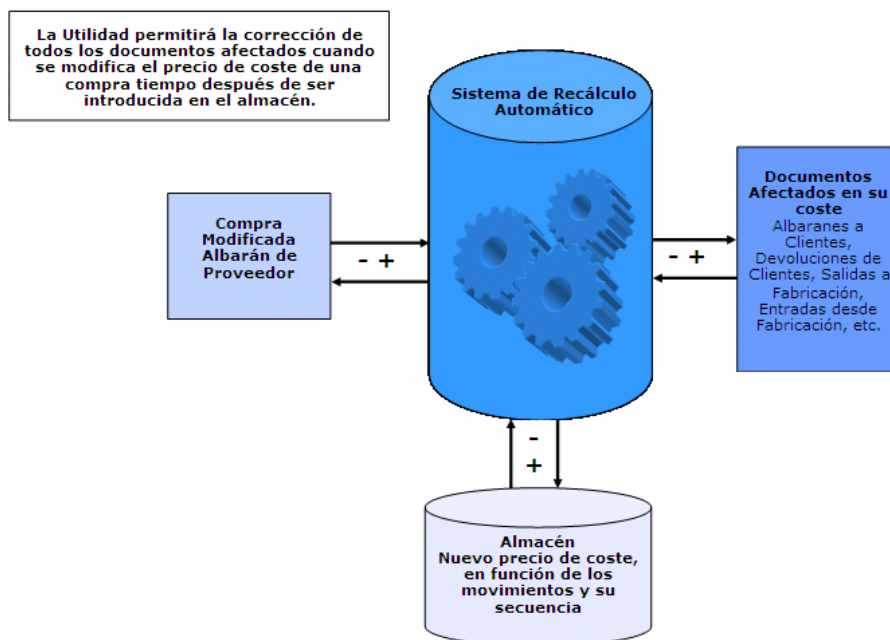 La Utilidad permitirá la corrección de
todos los documentos afectados cuando
se modifica el precio de coste de una
compra tiempo después de ser
introducida en el almacén.
Sistema de Recálculo
Automático
Compra
Modificada
Albarán de
Proveedor
- +
- +
Documentos
Afectados en su
coste
Albaranes a
Clientes,
Devoluciones de
Clientes, Salidas a
Fabricación,
Entradas desde
Fabricación, etc.
-
+
Almacén
Nuevo precio de coste,
en función de los
movimientos y su
secuencia